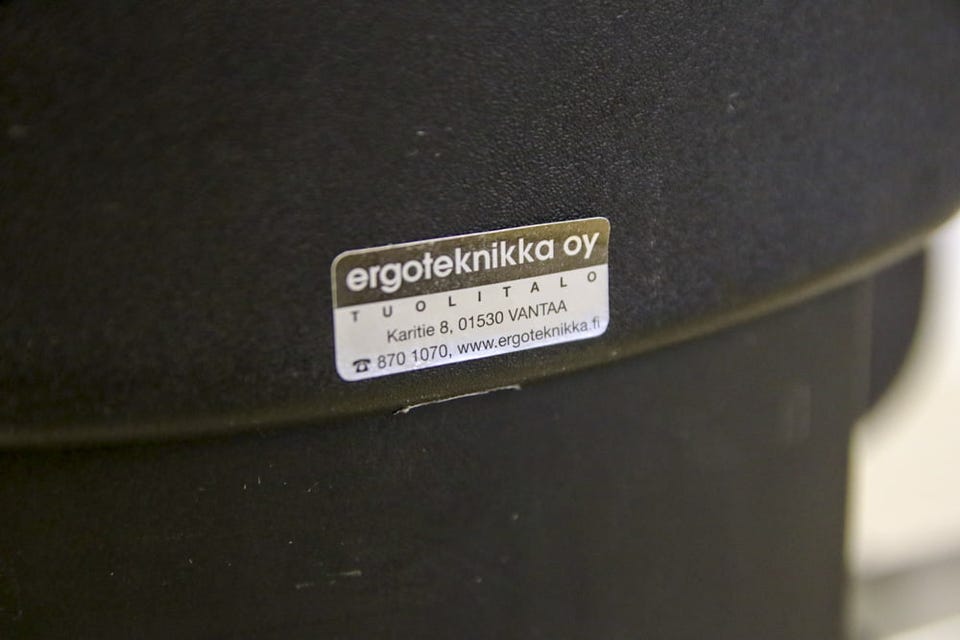 ergoteknikka oy
TUOLITALO
Karitie 8, 01530 VANTAA
☎ 870 1070, www.ergoteknikka.fi